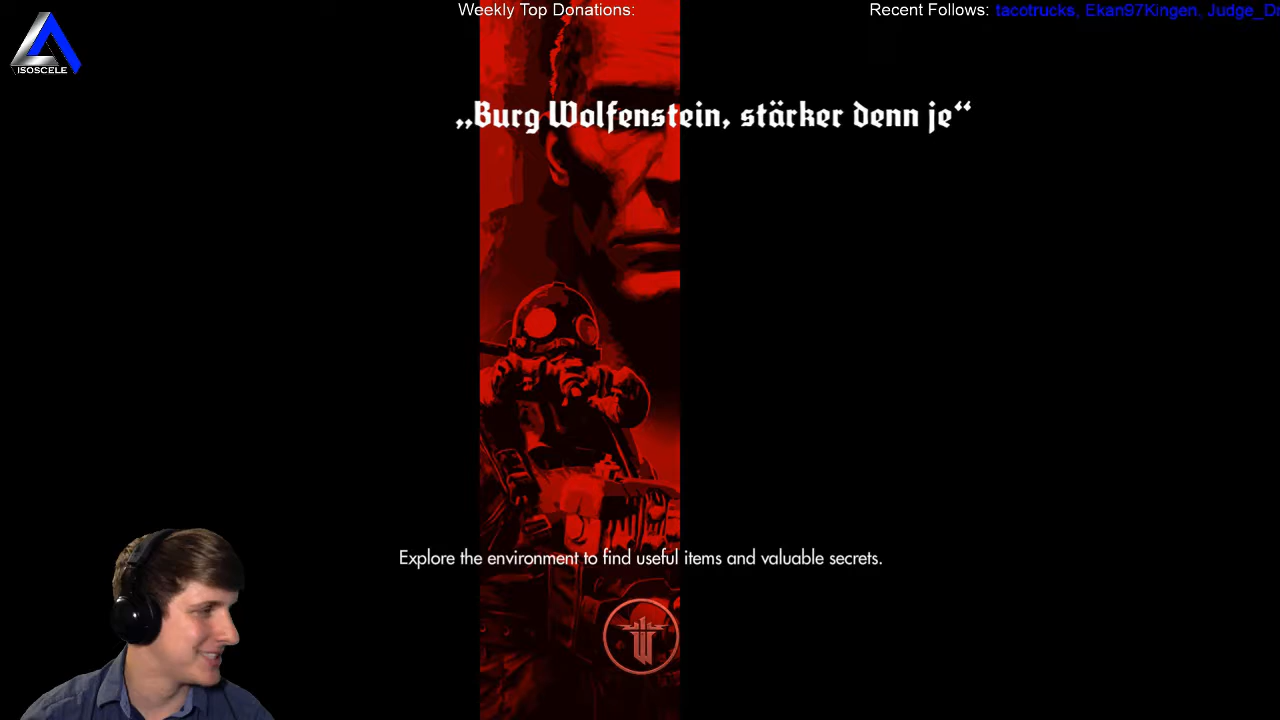 Weekly Top Donations:
Recent Follows: tacotrucks, Ekan97Kingen, Judge_Dr
ISOSCELE
„Burg Wolfenstein, stärker denn je“
Explore the environment to find useful items and valuable secrets.